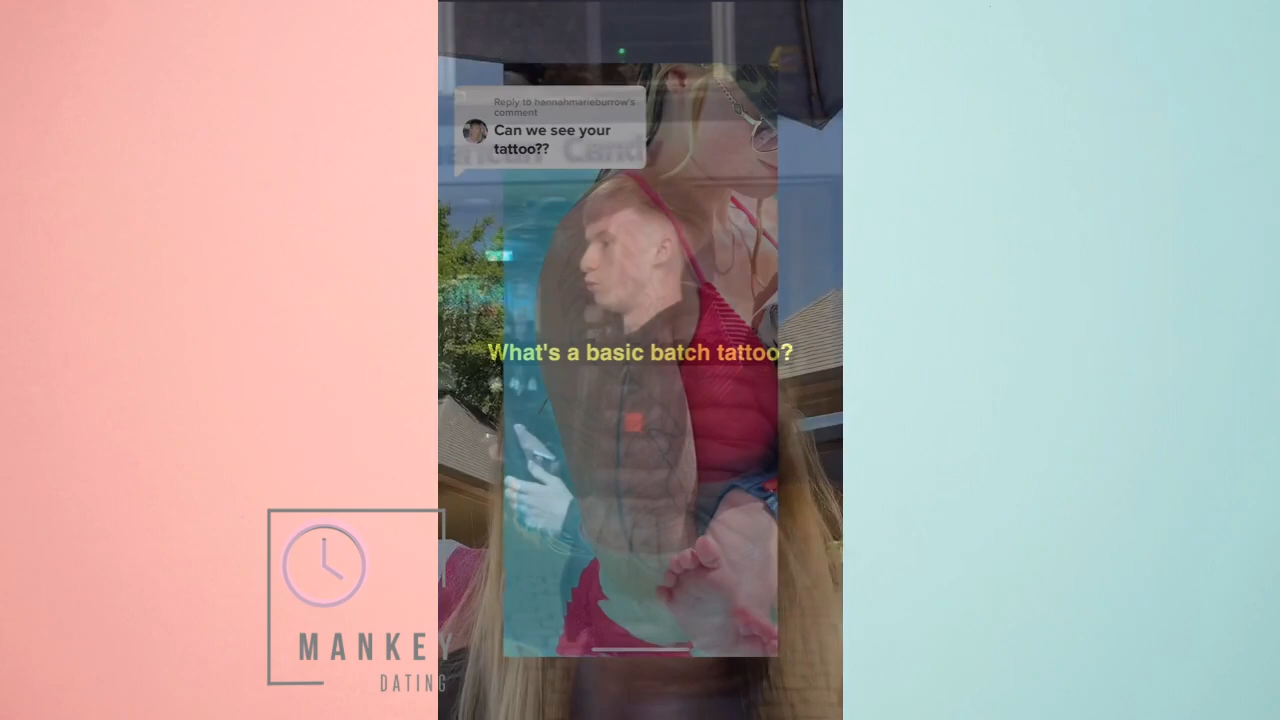 Reply to hannahmarieburrow's
comment
Can we see your
tattoo??
What's a basic batch tattoo?
MANKEY
DATING